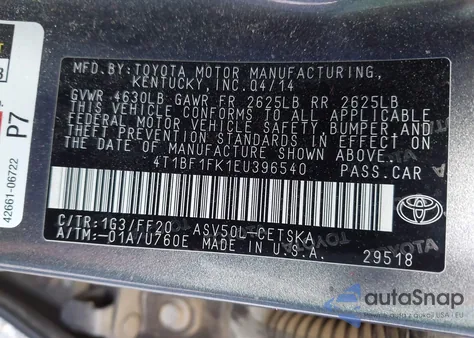 MFD. BY: TOYOTA MOTOR MANUFACTURING,
KENTUCKY, INC. 04/14
GVWR 4630LB GAWR FR 2625LB RR 2625LB
THIS VEHICLE CONFORMS TO ALL APPLICABLE
FEDERAL MOTOR VEHICLE SAFETY, BUMPER, AND
THEFT PREVENTION STANDARDS IN EFFECT ON
THE DATE OF MANUFACTURE SHOWN ABOVE.
4T1BF1FK1EU396540 PASS.CAR
C/TR: 1G3/FF20 ASV50L-CETSKA
A/TM: -01A/U760E MADE IN U.S.A.
29518
TOYOTA
P7
42661-06722
autoSnap